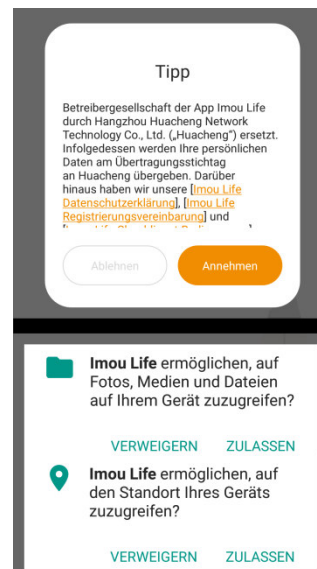 Tipp
Betreibergesellschaft der App Imou Life
durch Hangzhou Huacheng Network
Technology Co., Ltd. („Huacheng") ersetzt.
Infolgedessen werden Ihre persönlichen
Daten am Übertragungsstichtag
an Huacheng übergeben. Darüber
hinaus haben wir unsere [Imou Life
Datenschutzerklärung], [Imou Life
Registrierungsvereinbarung] und
Ablehnen
Annehmen
Imou Life ermöglichen, auf
Fotos, Medien und Dateien
auf Ihrem Gerät zuzugreifen?
VERWEIGERN ZULASSEN
Imou Life ermöglichen, auf
den Standort Ihres Geräts
zuzugreifen?
VERWEIGERN ZULASSEN